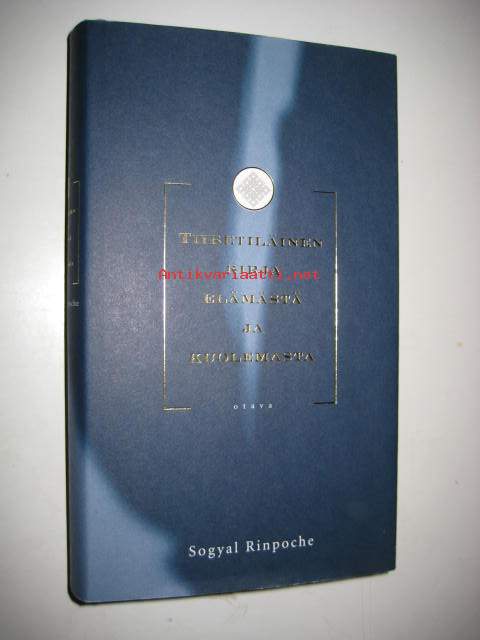 TIIBETILÄINEN
KIRJA
Antikvariaatti.net
ELÄMÄSTÄ
JA
KUOLEMASTA
otava
Sogyal Rinpoche